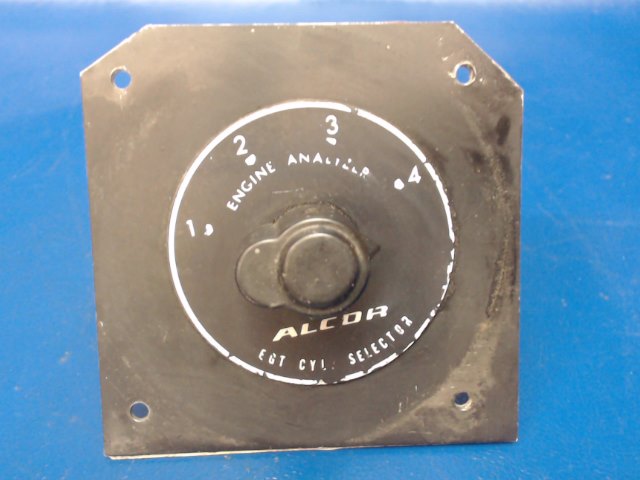 1 2 3 4
ENGINE ANALYZER
ALCOR
EGT CYL. SELECTOR